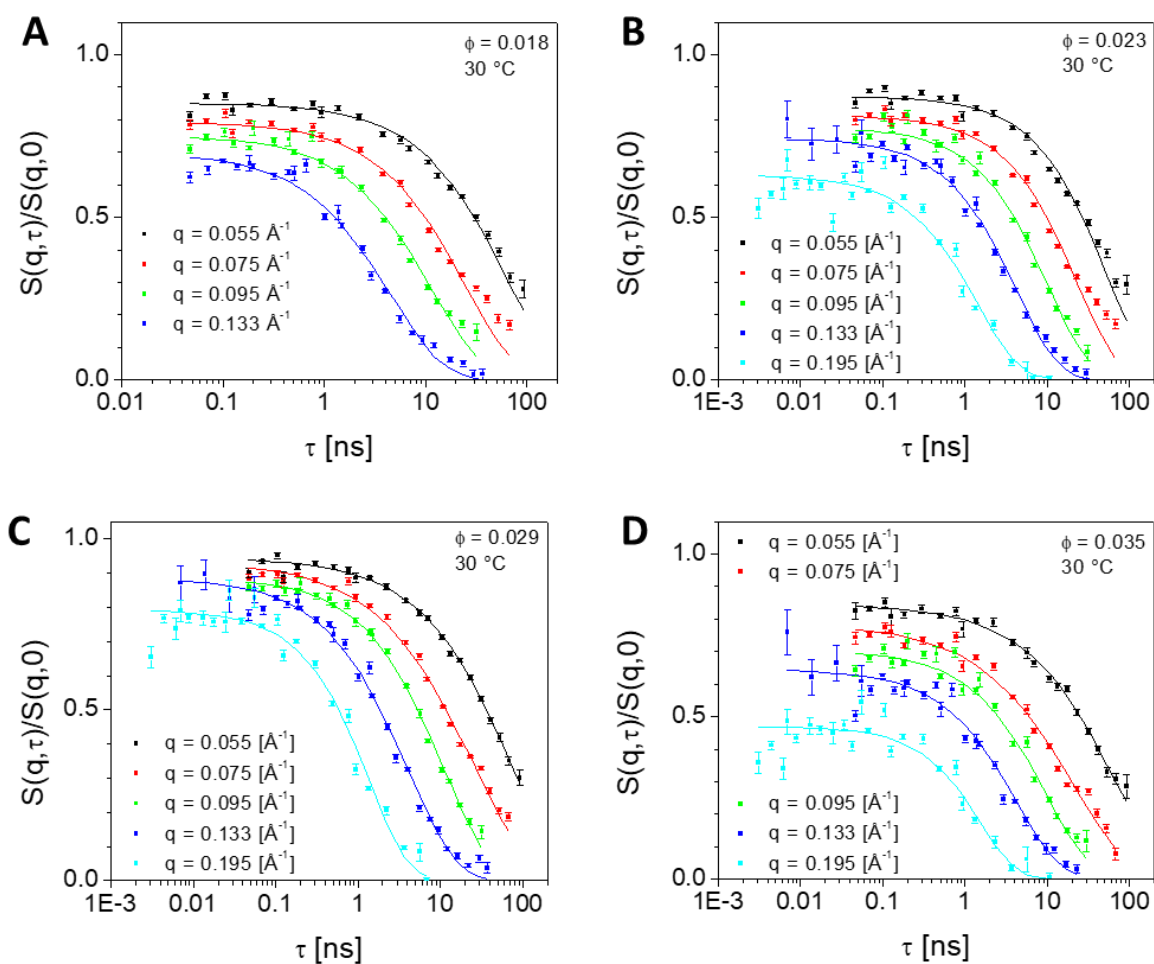 A
ϕ = 0.018
30 °C
1.0
0.5
0.0
S(q,τ)/S(q,0)
q = 0.055 Å⁻¹
q = 0.075 Å⁻¹
q = 0.095 Å⁻¹
q = 0.133 Å⁻¹
0.01 0.1 1 10 100
τ [ns]
B
ϕ = 0.023
30 °C
1.0
0.5
0.0
S(q,τ)/S(q,0)
q = 0.055 [Å⁻¹]
q = 0.075 [Å⁻¹]
q = 0.095 [Å⁻¹]
q = 0.133 [Å⁻¹]
q = 0.195 [Å⁻¹]
1E-3 0.01 0.1 1 10 100
τ [ns]
C
ϕ = 0.029
30 °C
1.0
0.5
0.0
S(q,τ)/S(q,0)
q = 0.055 [Å⁻¹]
q = 0.075 [Å⁻¹]
q = 0.095 [Å⁻¹]
q = 0.133 [Å⁻¹]
q = 0.195 [Å⁻¹]
1E-3 0.01 0.1 1 10 100
τ [ns]
D
ϕ = 0.035
30 °C
1.0
0.5
0.0
S(q,τ)/S(q,0)
q = 0.055 [Å⁻¹]
q = 0.075 [Å⁻¹]
q = 0.095 [Å⁻¹]
q = 0.133 [Å⁻¹]
q = 0.195 [Å⁻¹]
1E-3 0.01 0.1 1 10 100
τ [ns]